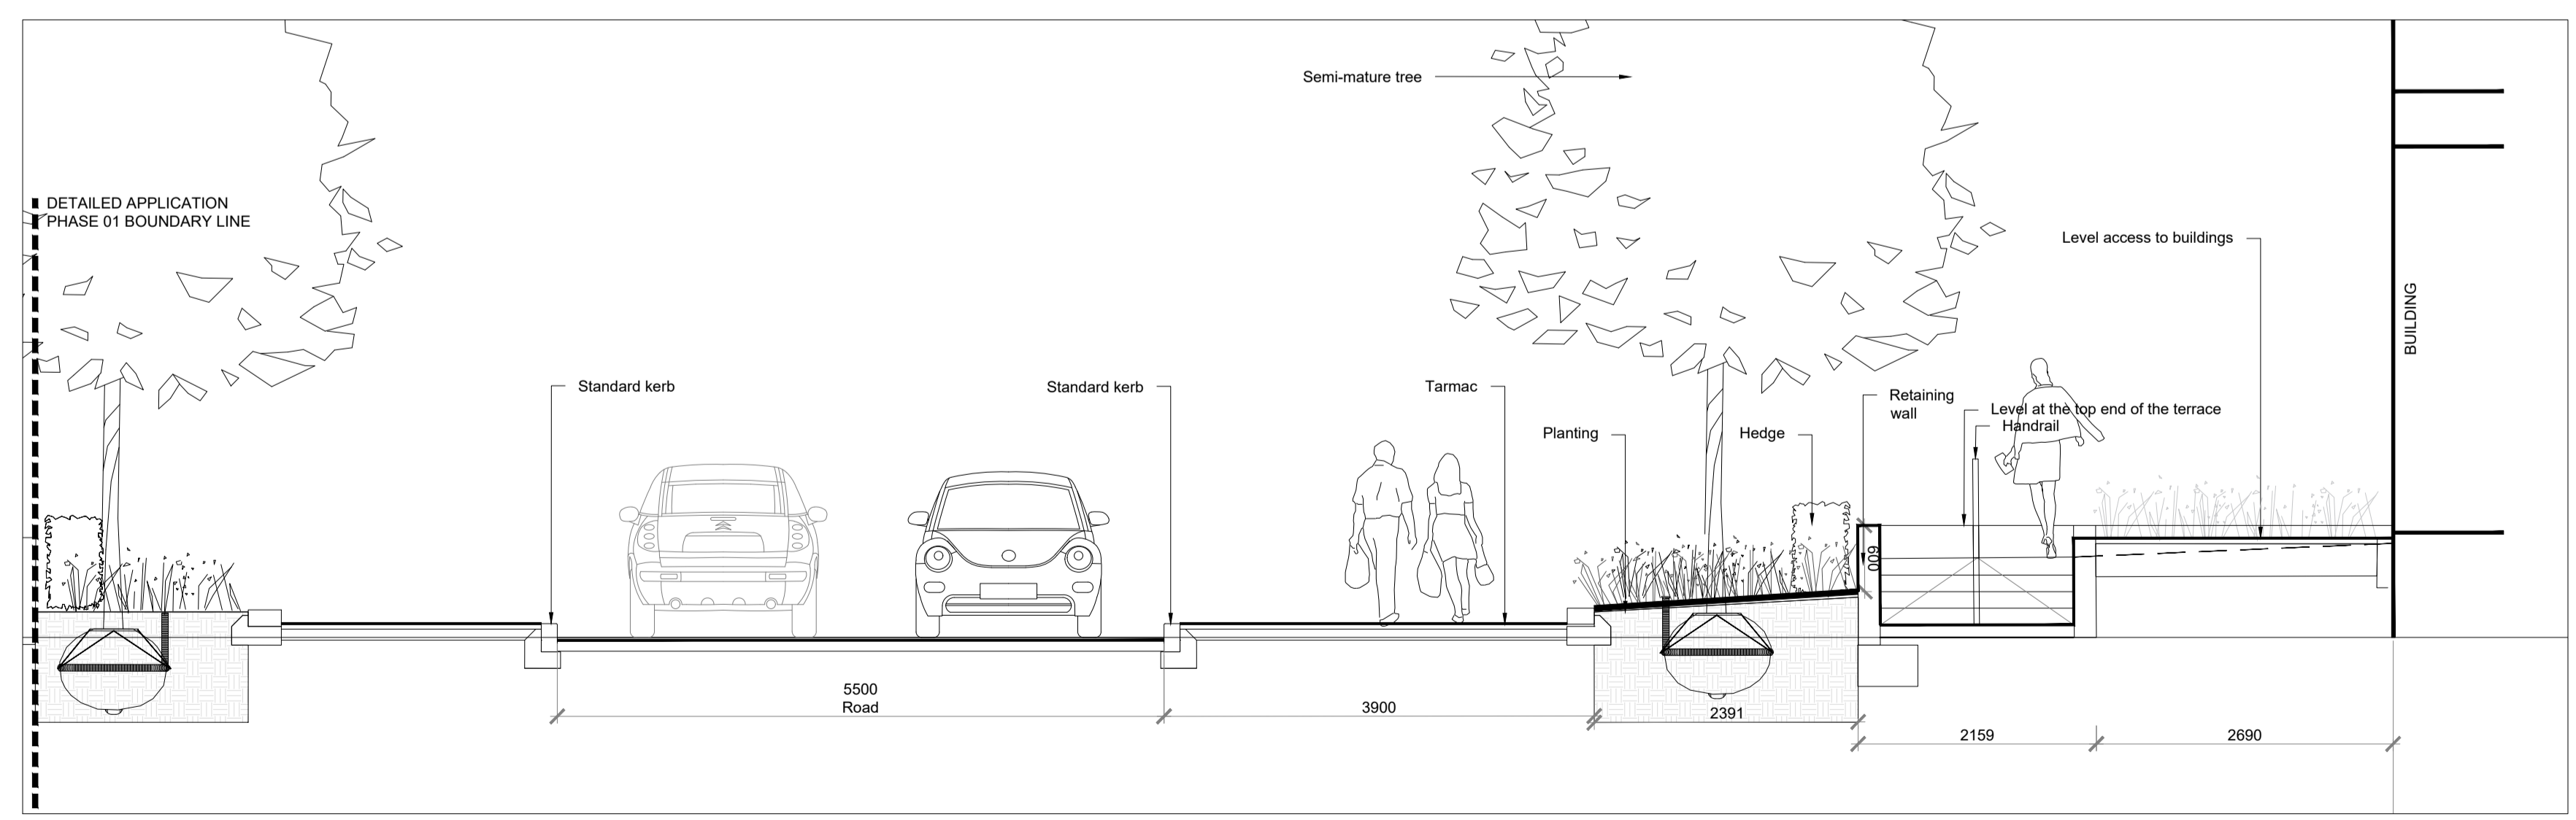 Semi-mature tree
DETAILED APPLICATION
PHASE 01 BOUNDARY LINE
Level access to buildings
BUILDING
Standard kerb
Standard kerb
Tarmac
Retaining
wall
Level at the top end of the terrace
Handrail
Planting
Hedge
600
5500
Road
3900
2391
2159
2690